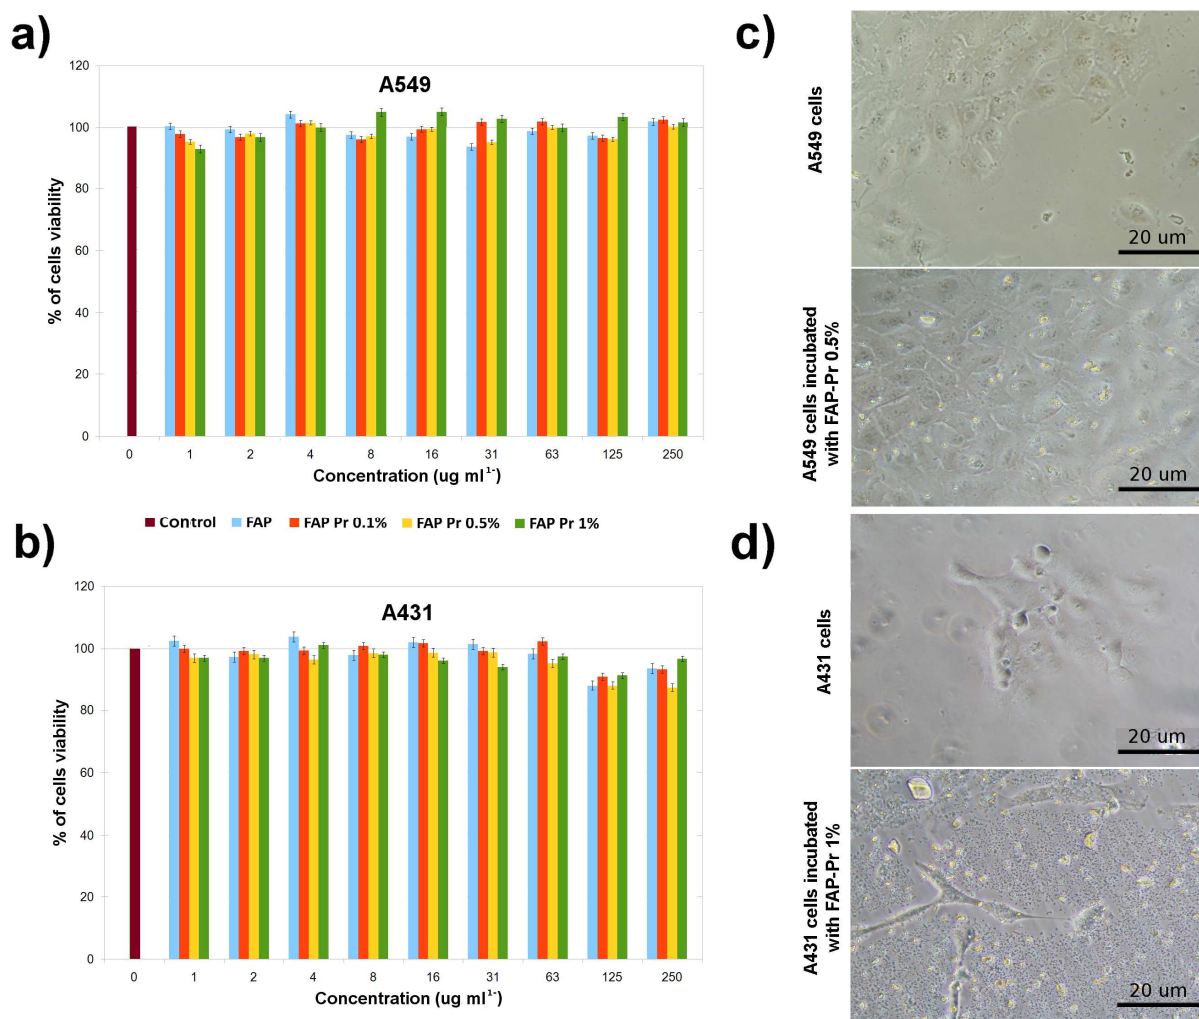 a)
A549
120
100
80
60
40
20
0
% of cells viability
0 1 2 4 8 16 31 63 125 250
Concentration (ug ml¹⁻)
Control FAP FAP Pr 0.1% FAP Pr 0.5% FAP Pr 1%
b)
A431
120
100
80
60
40
20
0
% of cells viability
0 1 2 4 8 16 31 63 125 250
Concentration (ug ml¹⁻)
c)
A549 cells
20 um
A549 cells incubated
with FAP-Pr 0.5%
20 um
d)
A431 cells
20 um
A431 cells incubated
with FAP-Pr 1%
20 um